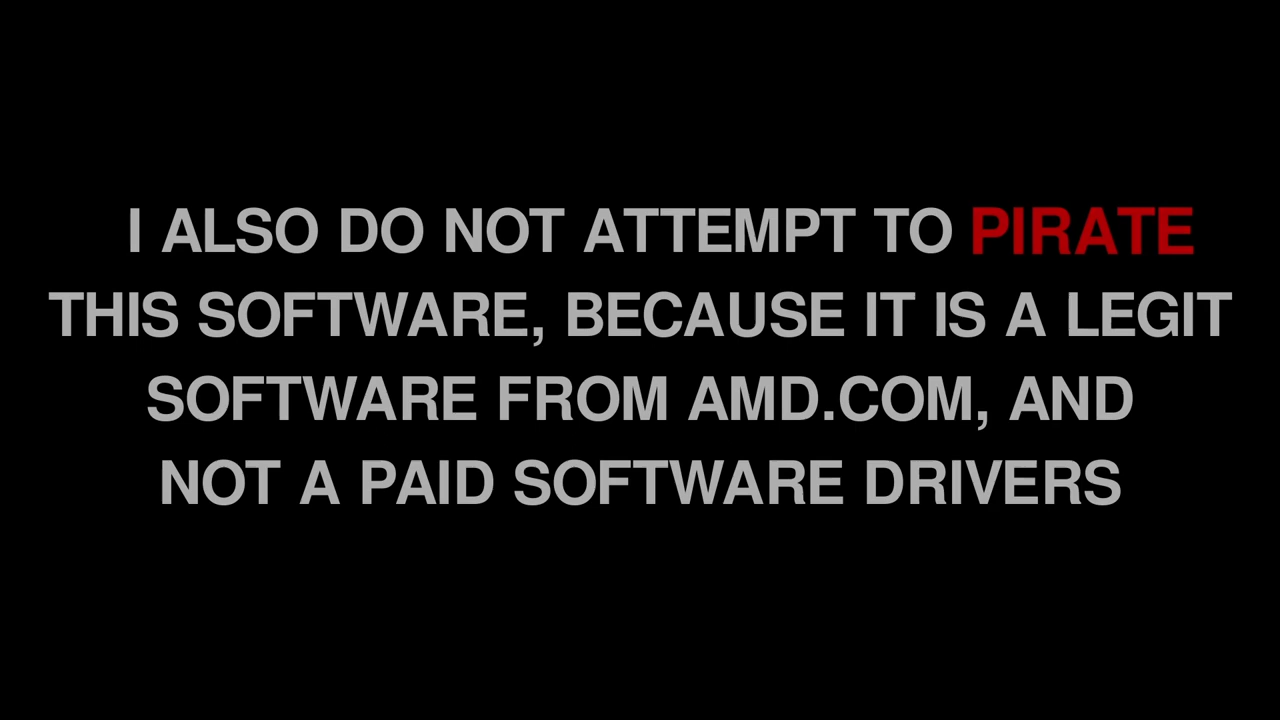 I ALSO DO NOT ATTEMPT TO PIRATE
THIS SOFTWARE, BECAUSE IT IS A LEGIT
SOFTWARE FROM AMD.COM, AND
NOT A PAID SOFTWARE DRIVERS